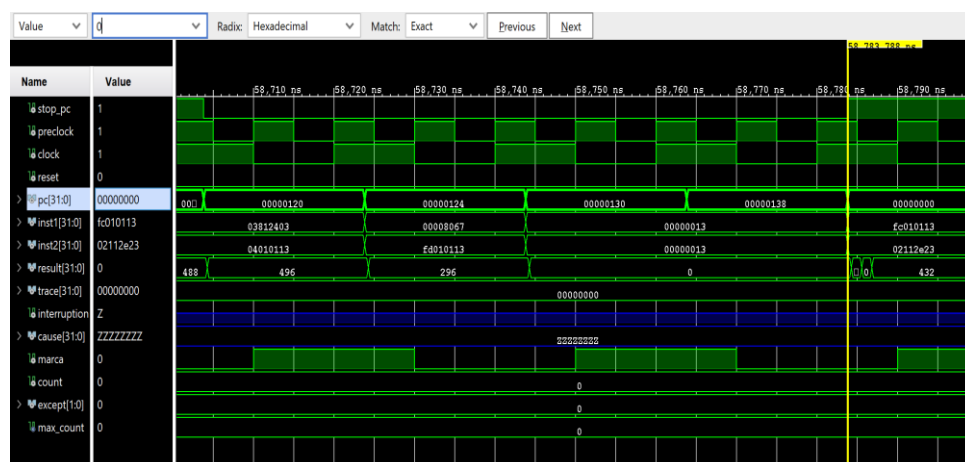 Value 0 Radix: Hexadecimal Match: Exact Previous Next
58,783.788 ns
Name Value
58,710 ns 58,720 ns 58,730 ns 58,740 ns 58,750 ns 58,760 ns 58,770 ns 58,780 ns 58,790 ns
stop_pc 1
preclock 1
clock 1
reset 0
pc[31:0] 00000000 00 00000120 00000124 00000130 00000138 00000000
inst1[31:0] fc010113 03812403 00008067 00000013 fc010113
inst2[31:0] 02112e23 04010113 fd010113 00000013 02112e23
result[31:0] 0 488 496 296 0 0 432
trace[31:0] 00000000 00000000
interruption Z
cause[31:0] ZZZZZZZZ ZZZZZZZZ
marca 0
count 0 0
except[1:0] 0 0
max_count 0 0